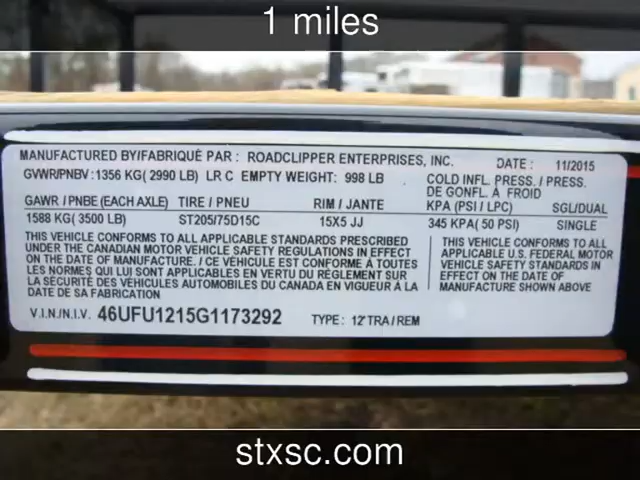 1 miles
MANUFACTURED BY/FABRIQUÉ PAR : ROADCLIPPER ENTERPRISES, INC. DATE : 11/2015
GVWR/PNBV : 1356 KG( 2990 LB) LR C EMPTY WEIGHT: 998 LB
COLD INFL. PRESS. / PRESS.
DE GONFL. À FROID
GAWR / PNBE (EACH AXLE) TIRE / PNEU RIM / JANTE KPA (PSI / LPC) SGL/DUAL
1588 KG( 3500 LB) ST205/75D15C 15X5 JJ 345 KPA( 50 PSI) SINGLE
THIS VEHICLE CONFORMS TO ALL APPLICABLE STANDARDS PRESCRIBED
UNDER THE CANADIAN MOTOR VEHICLE SAFETY REGULATIONS IN EFFECT
ON THE DATE OF MANUFACTURE. / CE VÉHICULE EST CONFORME À TOUTES
LES NORMES QUI LUI SONT APPLICABLES EN VERTU DU RÉGLEMENT SUR
LA SÉCURITÉ DES VÉHICULES AUTOMOBILES DU CANADA EN VIGUEUR À LA
DATE DE SA FABRICATION
THIS VEHICLE CONFORMS TO ALL
APPLICABLE U.S. FEDERAL MOTOR
VEHICLE SAFETY STANDARDS IN
EFFECT ON THE DATE OF
MANUFACTURE SHOWN ABOVE
V.I.N./N.I.V. 46UFU1215G1173292 TYPE: 12'TRA/REM
stxsc.com